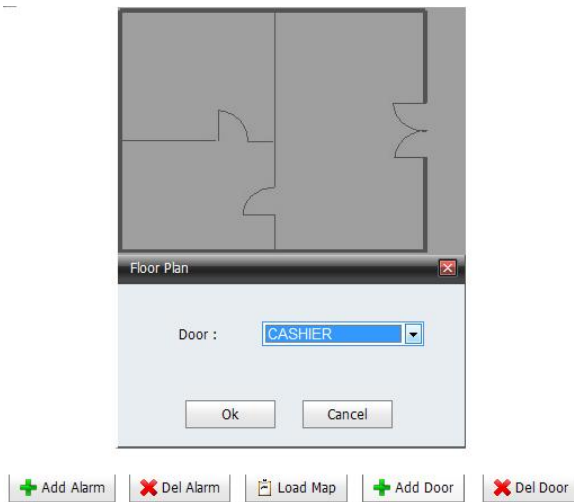 Floor Plan
Door :
CASHIER
Ok
Cancel
Add Alarm
Del Alarm
Load Map
Add Door
Del Door